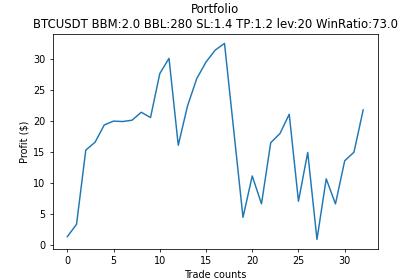 Portfolio
BTCUSDT BBM:2.0 BBL:280 SL:1.4 TP:1.2 lev:20 WinRatio:73.0
Profit ($)
30
25
20
15
10
5
0
0 5 10 15 20 25 30
Trade counts